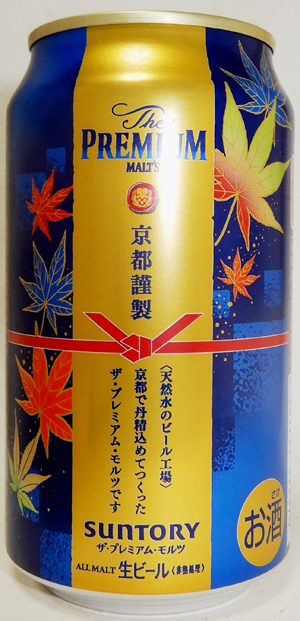 The
PREMIUM
MALT'S
京都謹製
〈天然水のビール工場〉
京都で丹精込めてつくった
ザ・プレミアム・モルツです
SUNTORY
ザ・プレミアム・モルツ
ALL MALT 生ビール (非熱処理)
さけ
お酒